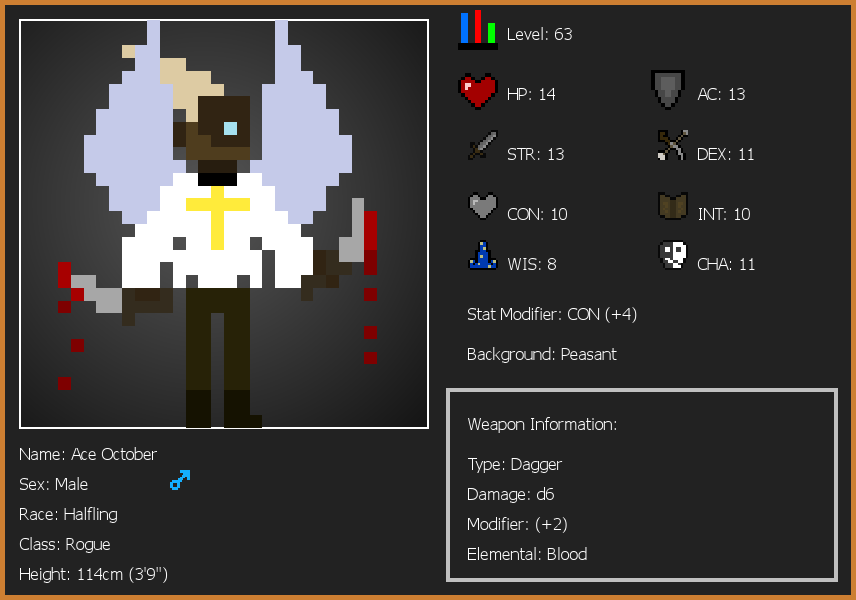 Level: 63
HP: 14
AC: 13
STR: 13
DEX: 11
CON: 10
INT: 10
WIS: 8
CHA: 11
Stat Modifier: CON (+4)
Background: Peasant
Weapon Information:
Type: Dagger
Damage: d6
Modifier: (+2)
Elemental: Blood
Name: Ace October
Sex: Male
Race: Halfling
Class: Rogue
Height: 114cm (3'9")